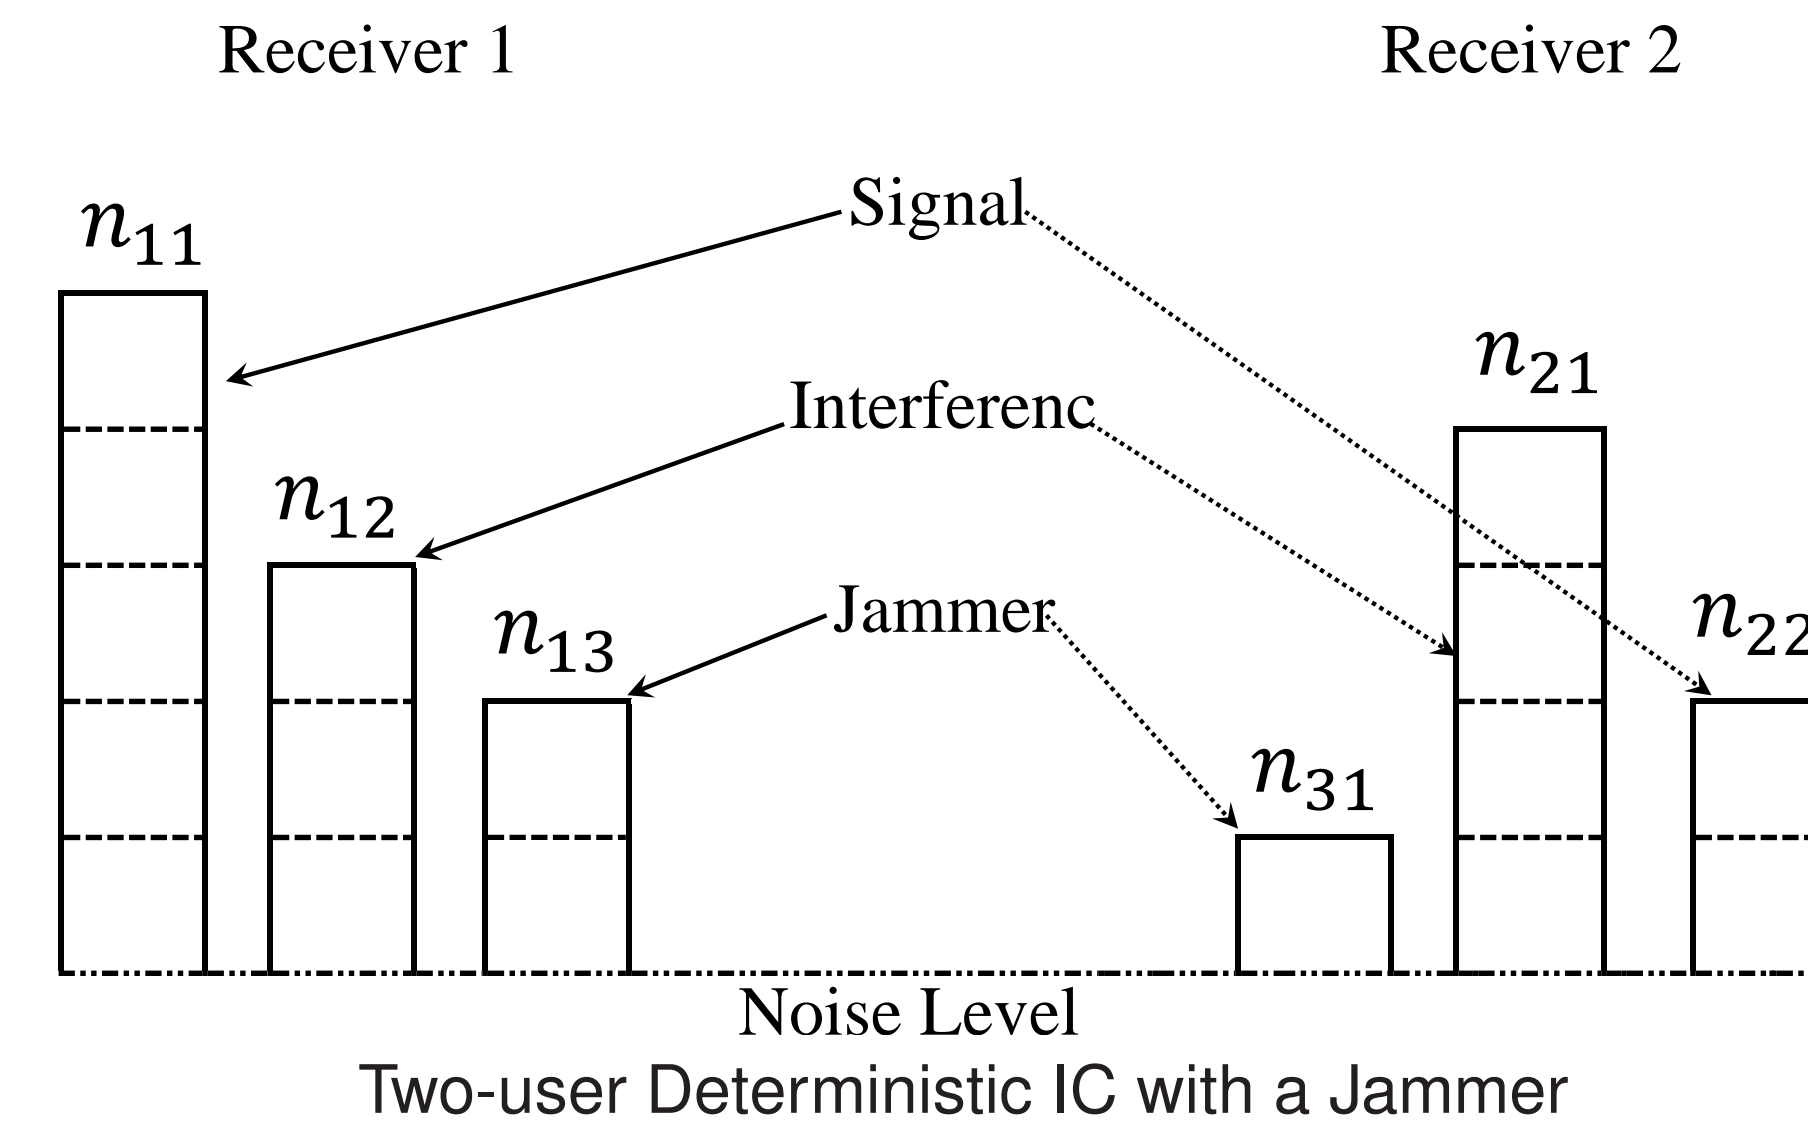 Receiver 1
Receiver 2
Signal
n₁₁
n₂₁
Interferenc
n₁₂
Jammer
n₁₃
n₂₂
n₃₁
Noise Level
Two-user Deterministic IC with a Jammer